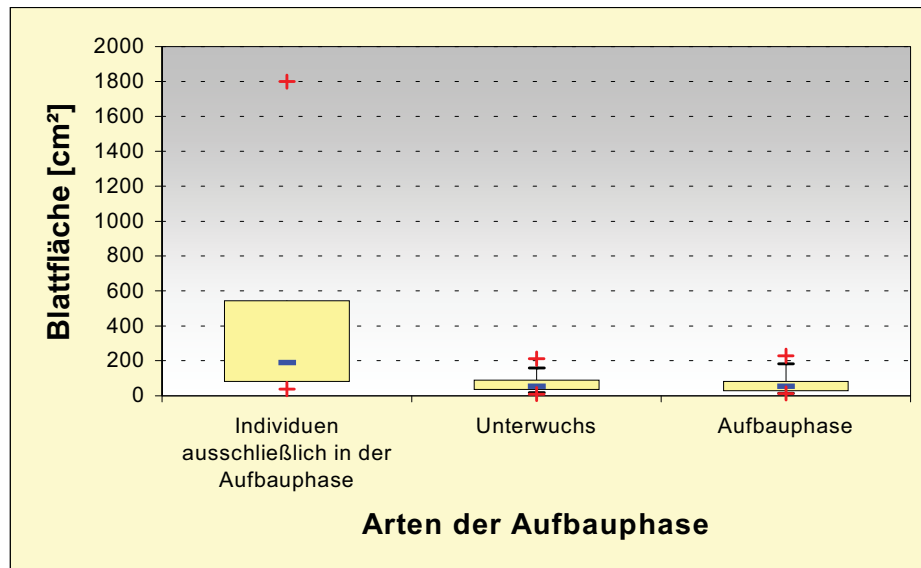 2000
1800
1600
1400
1200
1000
800
600
400
200
0
Blattfläche [cm²]
Individuen
ausschließlich in der
Aufbauphase
Unterwuchs
Aufbauphase
Arten der Aufbauphase